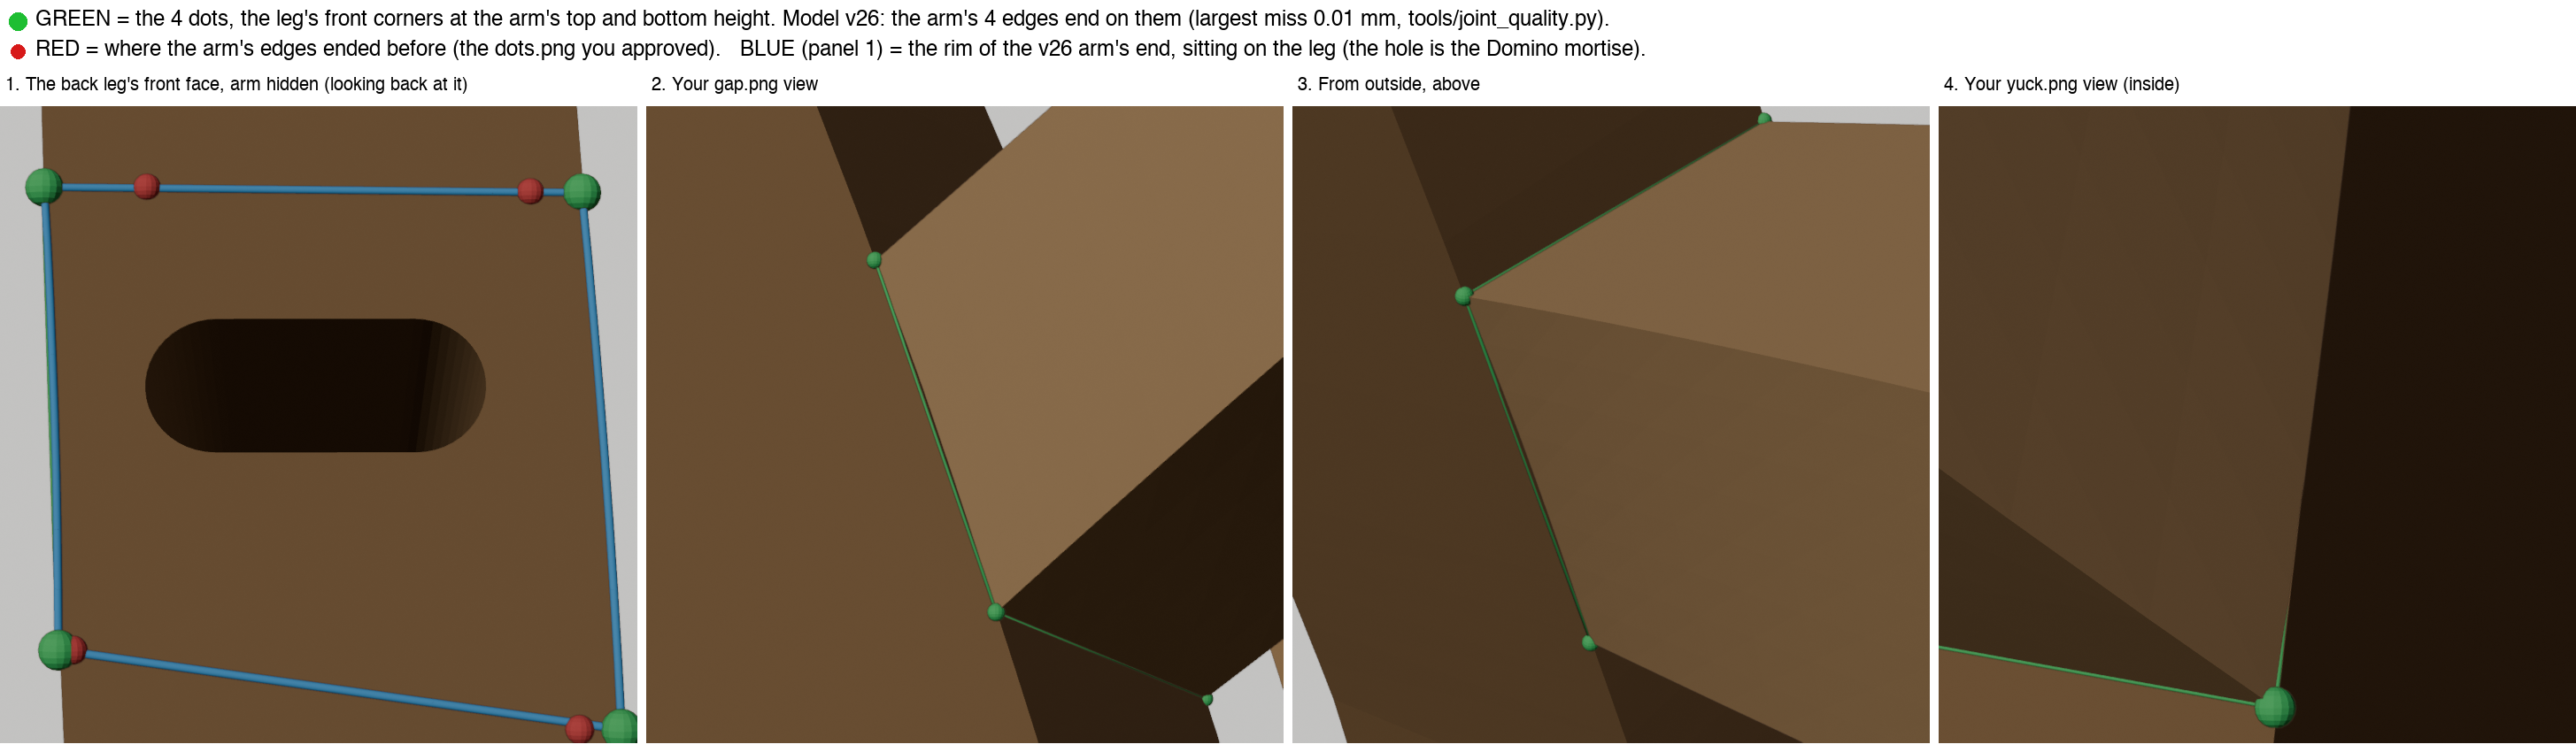 GREEN = the 4 dots, the leg's front corners at the arm's top and bottom height. Model v26: the arm's 4 edges end on them (largest miss 0.01 mm, tools/joint_quality.py).
RED = where the arm's edges ended before (the dots.png you approved).   BLUE (panel 1) = the rim of the v26 arm's end, sitting on the leg (the hole is the Domino mortise).
1. The back leg's front face, arm hidden (looking back at it)
2. Your gap.png view
3. From outside, above
4. Your yuck.png view (inside)